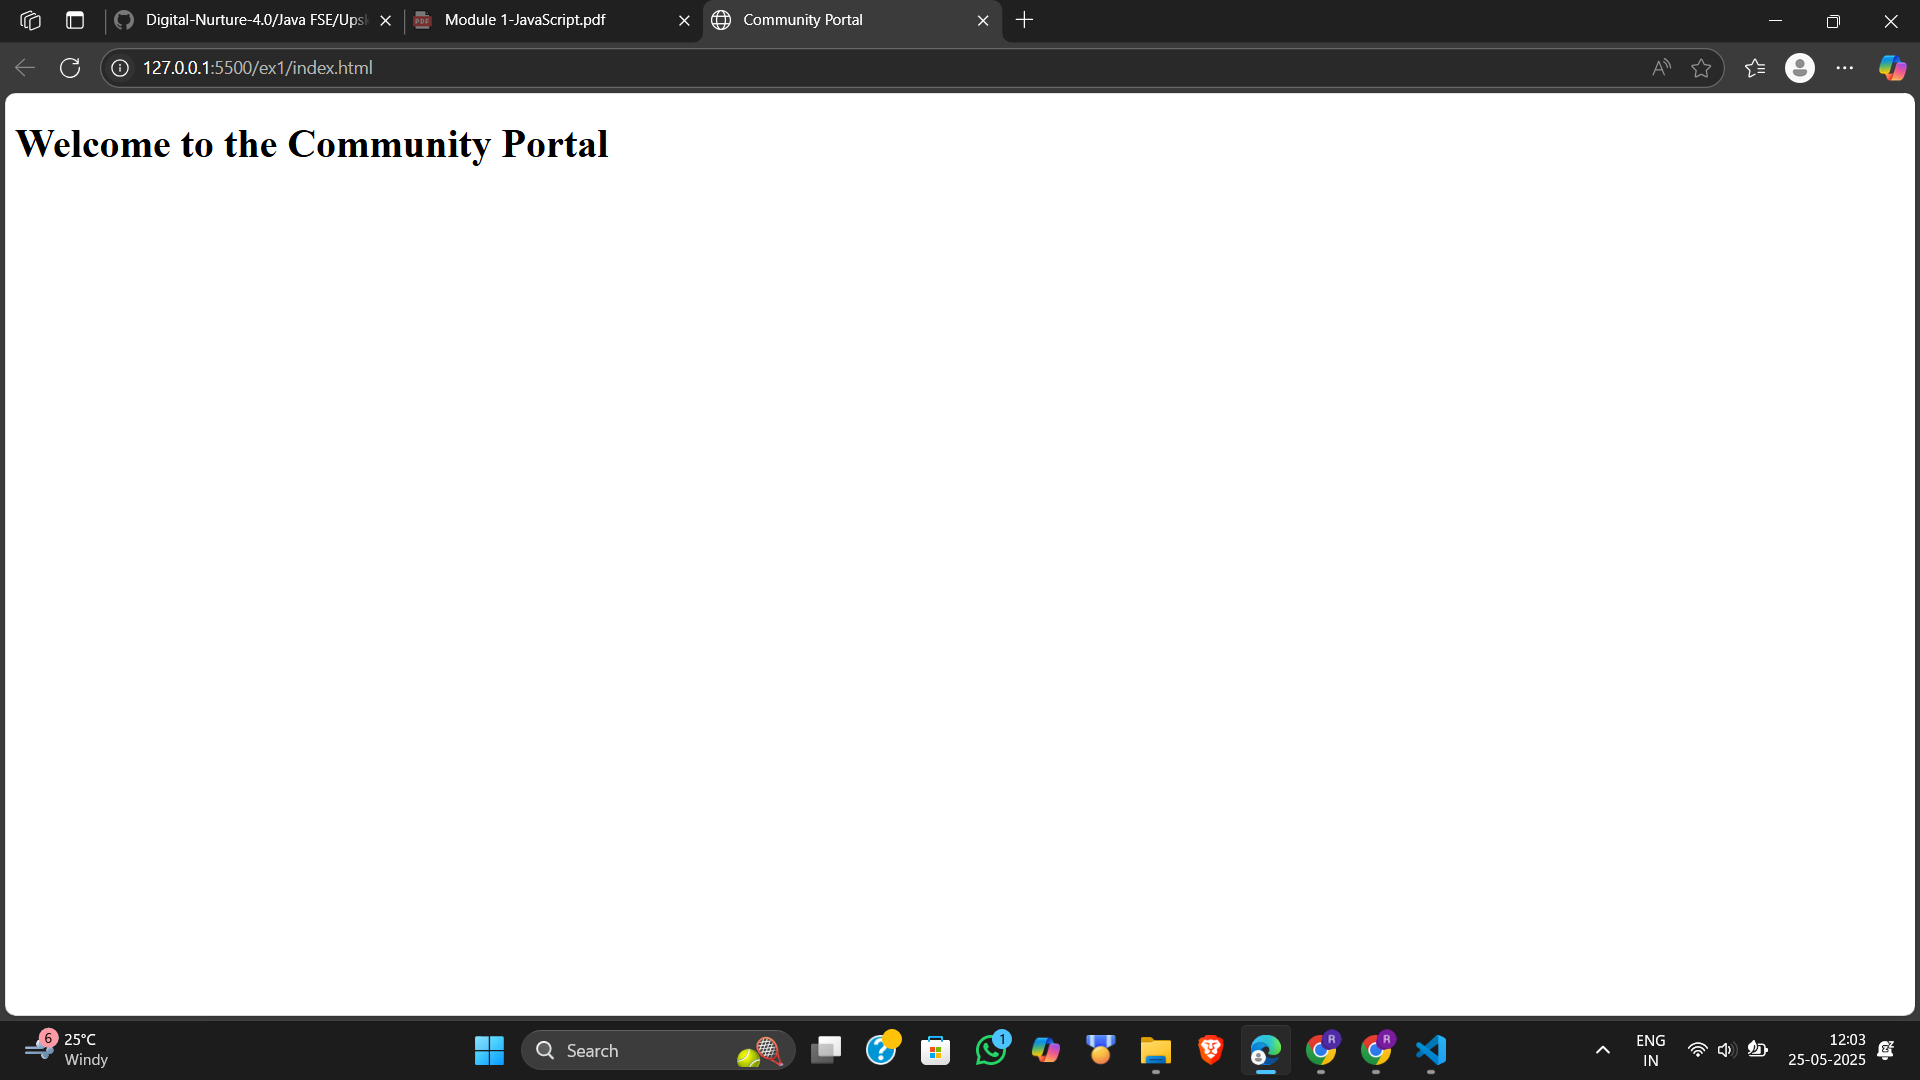 Digital-Nurture-4.0/Java FSE/Ups
Module 1-JavaScript.pdf
Community Portal
127.0.0.1:5500/ex1/index.html
Welcome to the Community Portal
6
25°C
Windy
Search
1
R
R
ENG
IN
12:03
25-05-2025